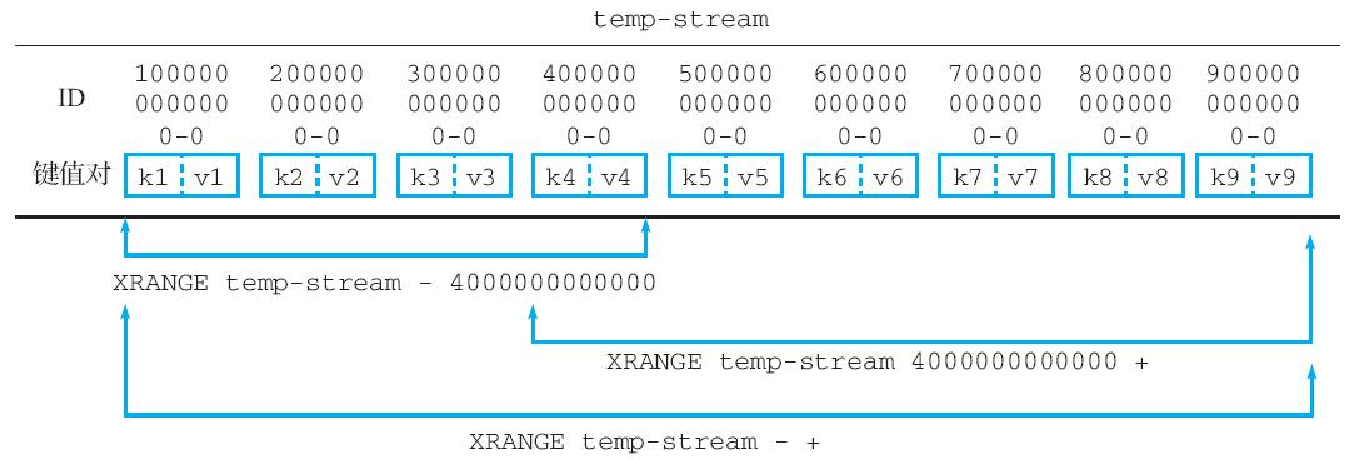 temp-stream
100000 200000 300000 400000 500000 600000 700000 800000 900000
ID
000000 000000 000000 000000 000000 000000 000000 000000 000000
0-0 0-0 0-0 0-0 0-0 0-0 0-0 0-0 0-0
键值对 k1 v1 k2 v2 k3 v3 k4 v4 k5 v5 k6 v6 k7 v7 k8 v8 k9 v9
XRANGE temp-stream - 4000000000000
XRANGE temp-stream 4000000000000 +
XRANGE temp-stream - +